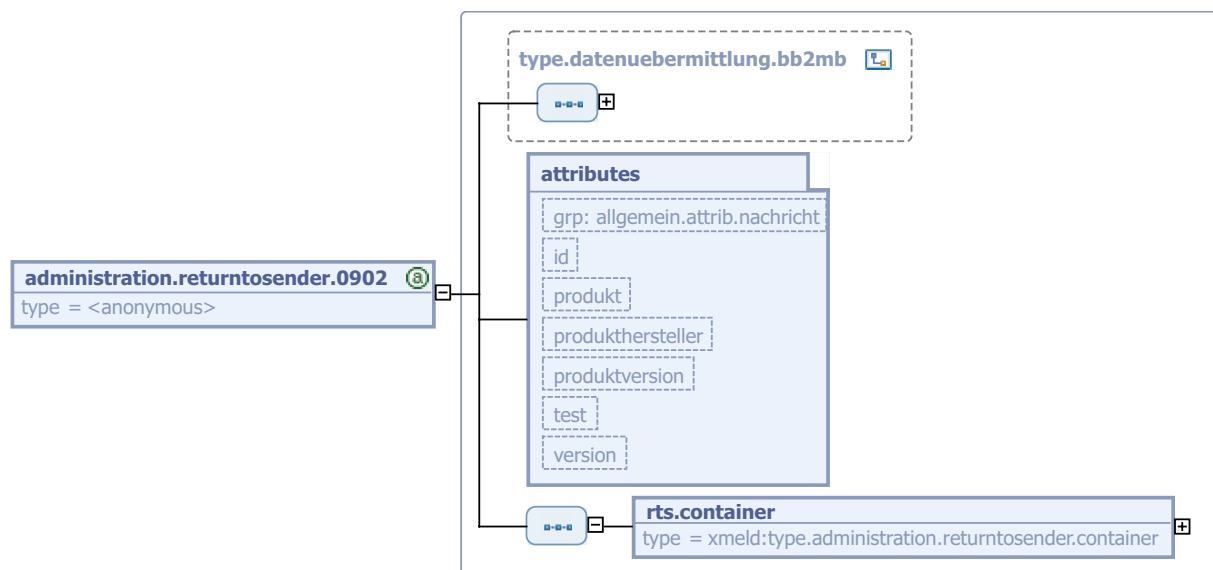 type.datenuebermittlung.bb2mb
attributes
grp: allgemein.attrib.nachricht
id
produkt
produkthersteller
produktversion
test
version
administration.returntosender.0902 a
type = <anonymous>
rts.container
type = xmeld:type.administration.returntosender.container